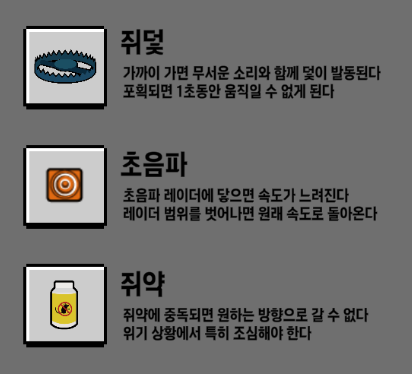 쥐덫
가까이 가면 무서운 소리와 함께 덫이 발동된다
포획되면 1초동안 움직일 수 없게 된다
초음파
초음파 레이더에 닿으면 속도가 느려진다
레이더 범위를 벗어나면 원래 속도로 돌아온다
쥐약
쥐약에 중독되면 원하는 방향으로 갈 수 없다
위기 상황에서 특히 조심해야 한다